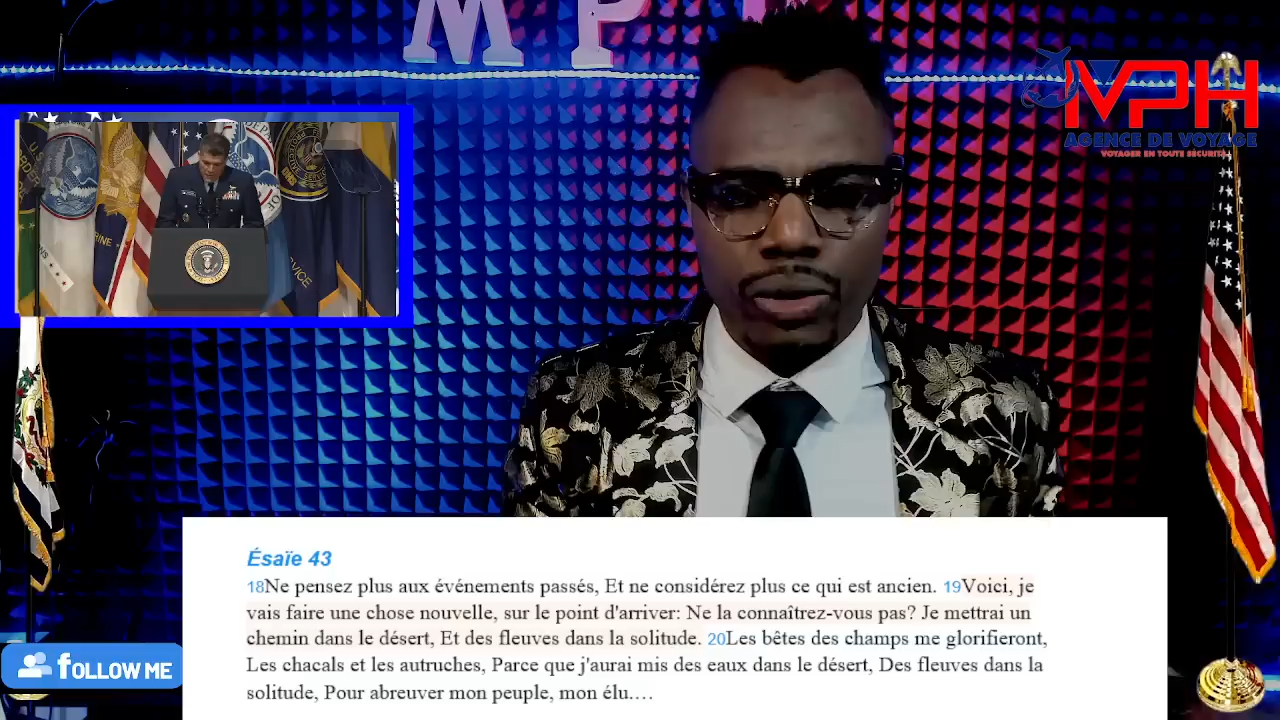 M P H
MPH
AGENCE DE VOYAGE
VOYAGER EN TOUTE SÉCURITÉ
Ésaïe 43
18Ne pensez plus aux événements passés, Et ne considérez plus ce qui est ancien. 19Voici, je
vais faire une chose nouvelle, sur le point d'arriver: Ne la connaîtrez-vous pas? Je mettrai un
chemin dans le désert, Et des fleuves dans la solitude. 20Les bêtes des champs me glorifieront,
Les chacals et les autruches, Parce que j'aurai mis des eaux dans le désert, Des fleuves dans la
solitude, Pour abreuver mon peuple, mon élu.…
FOLLOW ME